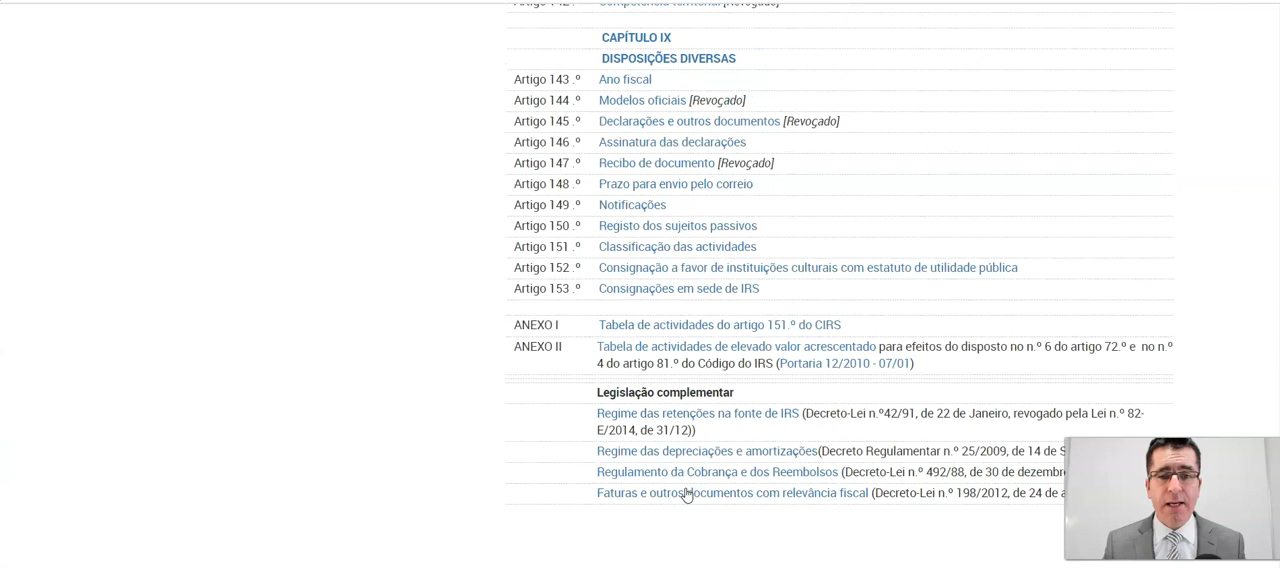 [Revogado]
CAPÍTULO IX
DISPOSIÇÕES DIVERSAS
Artigo 143 .º Ano fiscal
Artigo 144 .º Modelos oficiais [Revoçado]
Artigo 145 .º Declarações e outros documentos [Revoçado]
Artigo 146 .º Assinatura das declarações
Artigo 147 .º Recibo de documento [Revoçado]
Artigo 148 .º Prazo para envio pelo correio
Artigo 149 .º Notificações
Artigo 150 .º Registo dos sujeitos passivos
Artigo 151 .º Classificação das actividades
Artigo 152 .º Consignação a favor de instituições culturais com estatuto de utilidade pública
Artigo 153 .º Consignações em sede de IRS
ANEXO I Tabela de actividades do artigo 151.º do CIRS
ANEXO II Tabela de actividades de elevado valor acrescentado para efeitos do disposto no n.º 6 do artigo 72.º e no n.º
4 do artigo 81.º do Código do IRS (Portaria 12/2010 - 07/01)
Legislação complementar
Regime das retenções na fonte de IRS (Decreto-Lei n.º42/91, de 22 de Janeiro, revogado pela Lei n.º 82-
E/2014, de 31/12))
Regime das depreciações e amortizações(Decreto Regulamentar n.º 25/2009, de 14 de S
Regulamento da Cobrança e dos Reembolsos (Decreto-Lei n.º 492/88, de 30 de dezembr
Faturas e outros documentos com relevância fiscal (Decreto-Lei n.º 198/2012, de 24 de a